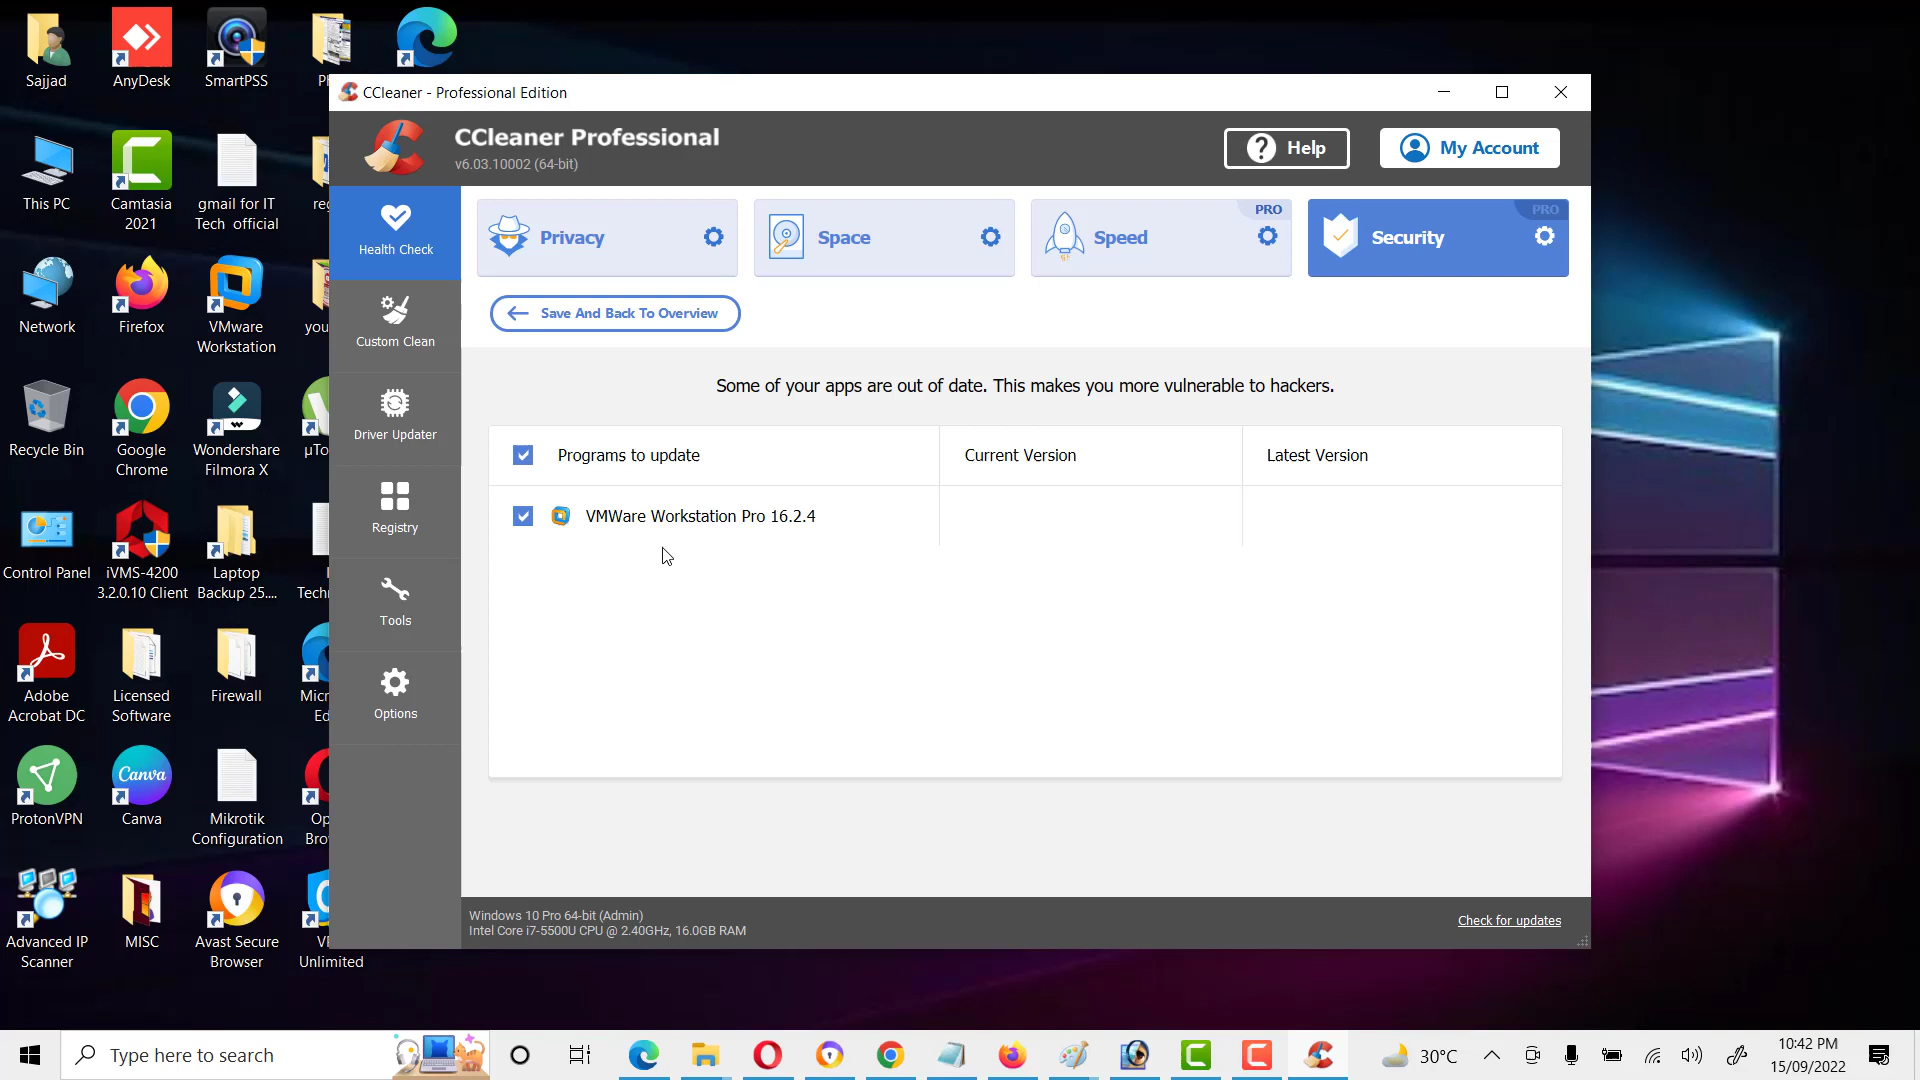 Sajjad
AnyDesk
SmartPSS
This PC
Camtasia
2021
gmail for IT
Tech official
Network
Firefox
VMware
Workstation
Recycle Bin
Google
Chrome
Wondershare
Filmora X
Control Panel
iVMS-4200
3.2.0.10 Client
Laptop
Backup 25....
Adobe
Acrobat DC
Licensed
Software
Firewall
ProtonVPN
Canva
Canva
Mikrotik
Configuration
Advanced IP
Scanner
MISC
Avast Secure
Browser
Unlimited
CCleaner - Professional Edition
CCleaner Professional
v6.03.10002 (64-bit)
? Help
My Account
Health Check
Custom Clean
Driver Updater
Registry
Tools
Options
Privacy
Space
PRO
Speed
PRO
Security
Save And Back To Overview
Some of your apps are out of date. This makes you more vulnerable to hackers.
Programs to update Current Version Latest Version
VMWare Workstation Pro 16.2.4
Windows 10 Pro 64-bit (Admin)
Intel Core i7-5500U CPU @ 2.40GHz, 16.0GB RAM
Check for updates
Type here to search
30°C
10:42 PM
15/09/2022